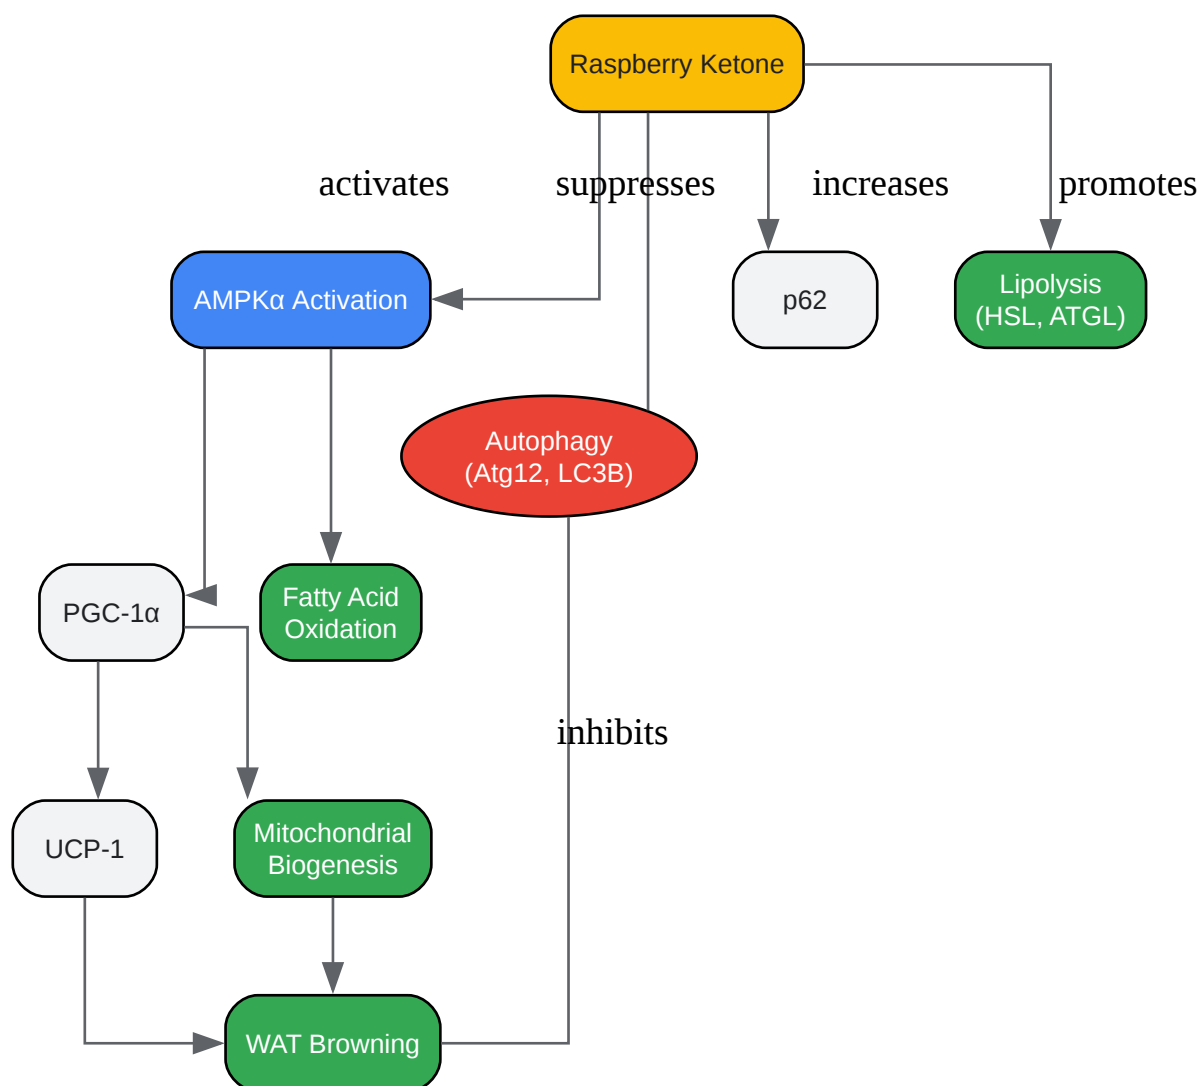 Raspberry Ketone
activates
suppresses
increases
promotes
AMPKα Activation
p62
Lipolysis
(HSL, ATGL)
Autophagy
(Atg12, LC3B)
PGC-1α
Fatty Acid
Oxidation
inhibits
UCP-1
Mitochondrial
Biogenesis
WAT Browning